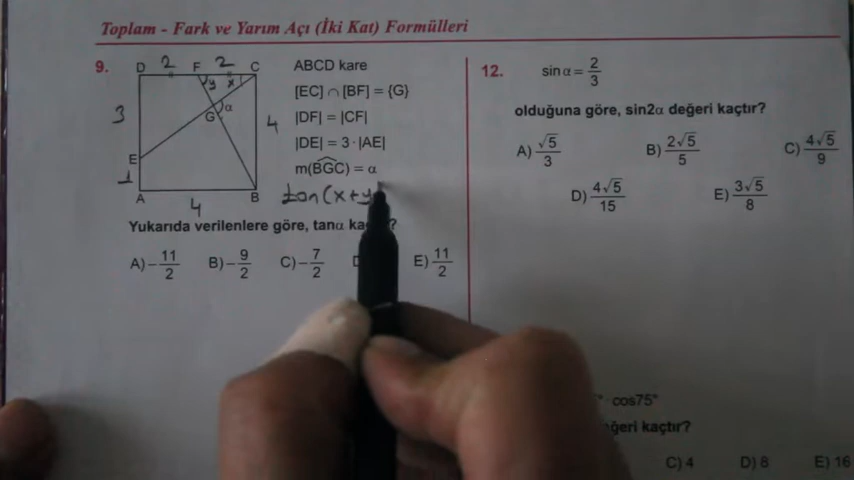 Toplam - Fark ve Yarım Açı (İki Kat) Formülleri
9.
D 2 F 2 C
y x
3
G α
4
E
1
A B
4
ABCD kare
[EC] ∩ [BF] = {G}
|DF| = |CF|
|DE| = 3·|AE|
m(BGC) = α
tan(x+y
Yukarıda verilenlere göre, tanα
A) -11/2 B) -9/2 C) -7/2 E) 11/2
12. sinα = 2/3
olduğuna göre, sin2α değeri kaçtır?
A) √5/3 B) 2√5/5 C) 4√5/9
D) 4√5/15 E) 3√5/8
· cos75°
kaçtır?
C) 4 D) 8 E) 16